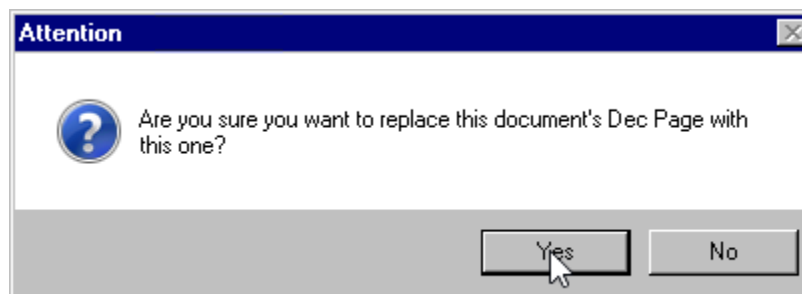 Attention
Are you sure you want to replace this document's Dec Page with
this one?
Yes
No